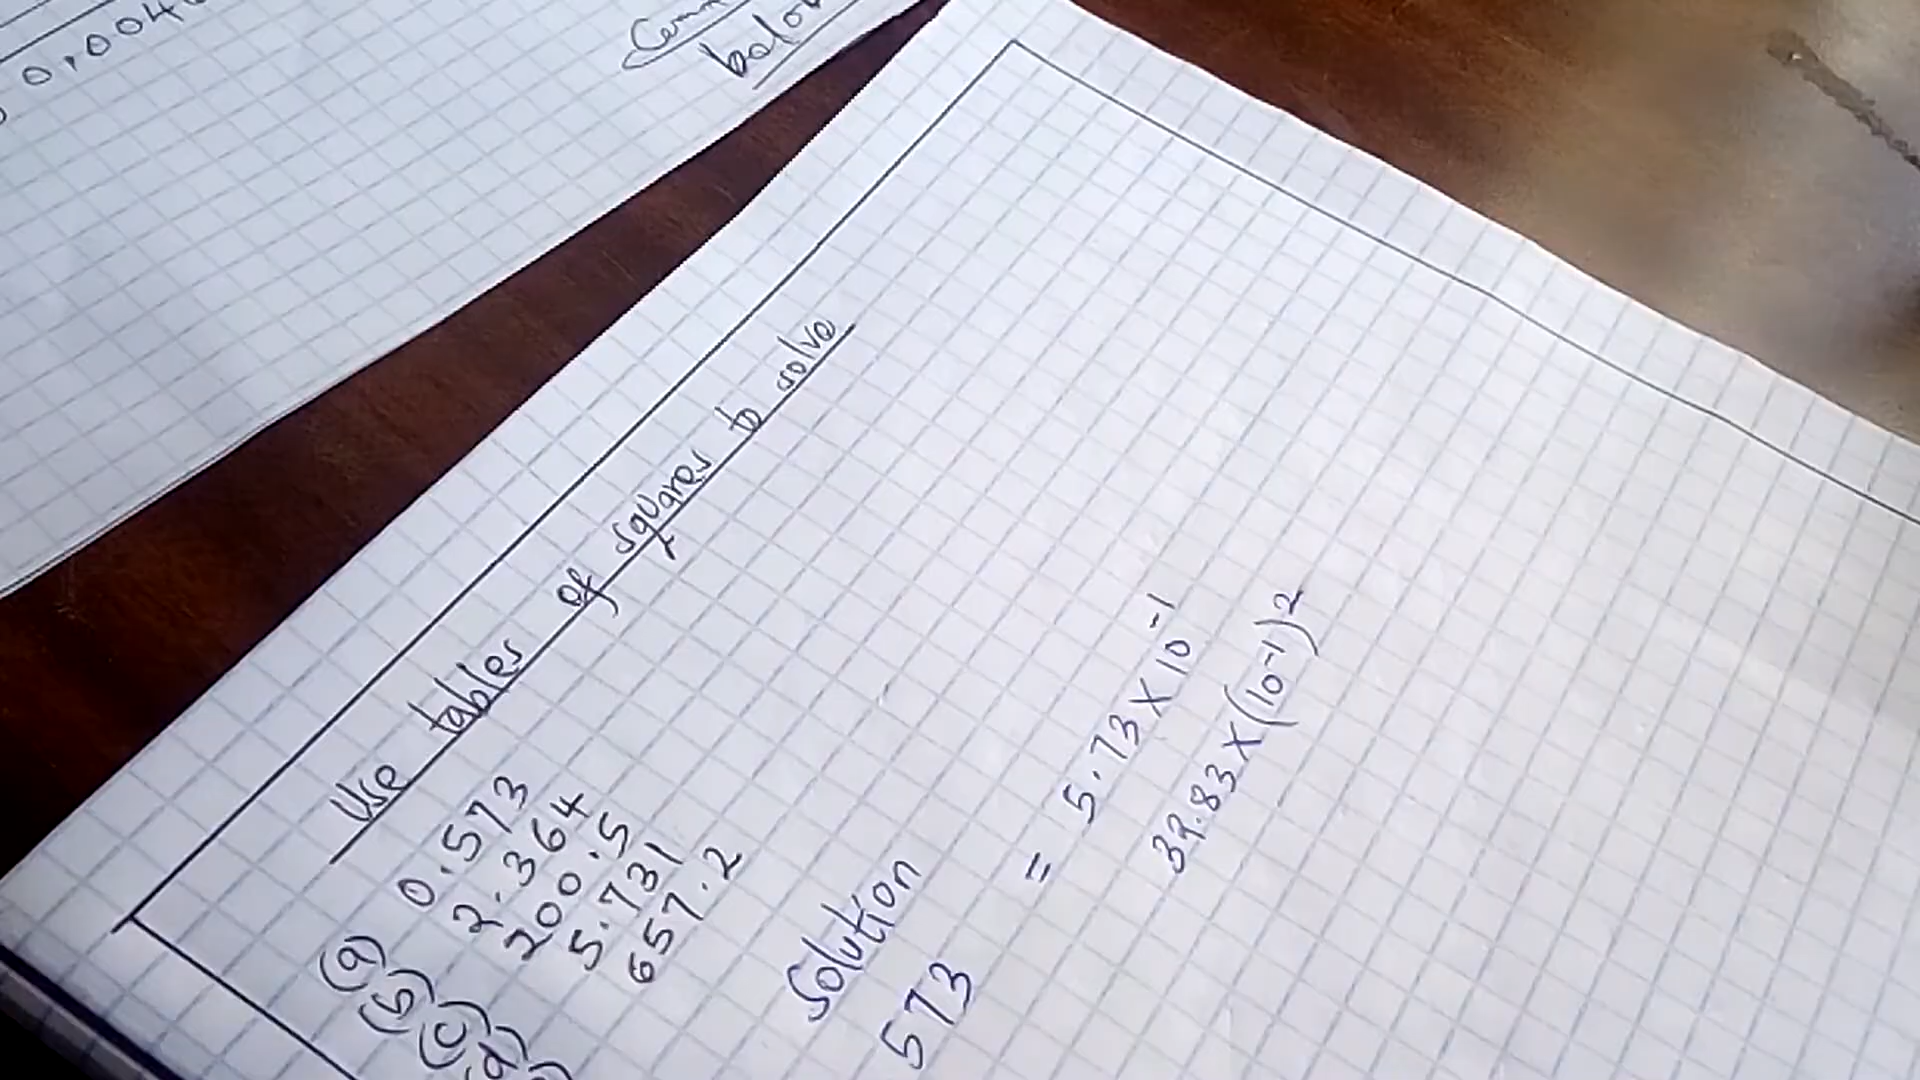 0.004
balo
Use tables of squares to solve
(a) 0.573
(b) 2.364
(c) 200.5
(d) 5.731
657.2
Solution
573 = 5.73 X 10^-1
32.83 X (10^-1)^2